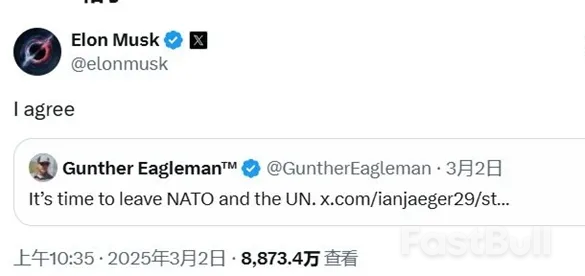 Elon Musk X
@elonmusk
I agree
Gunther Eagleman™ @GuntherEagleman · 3月2日
It's time to leave NATO and the UN. x.com/ianjaeger29/st...
上午10:35 · 2025年3月2日 · 8,873.4万 查看
FastBull